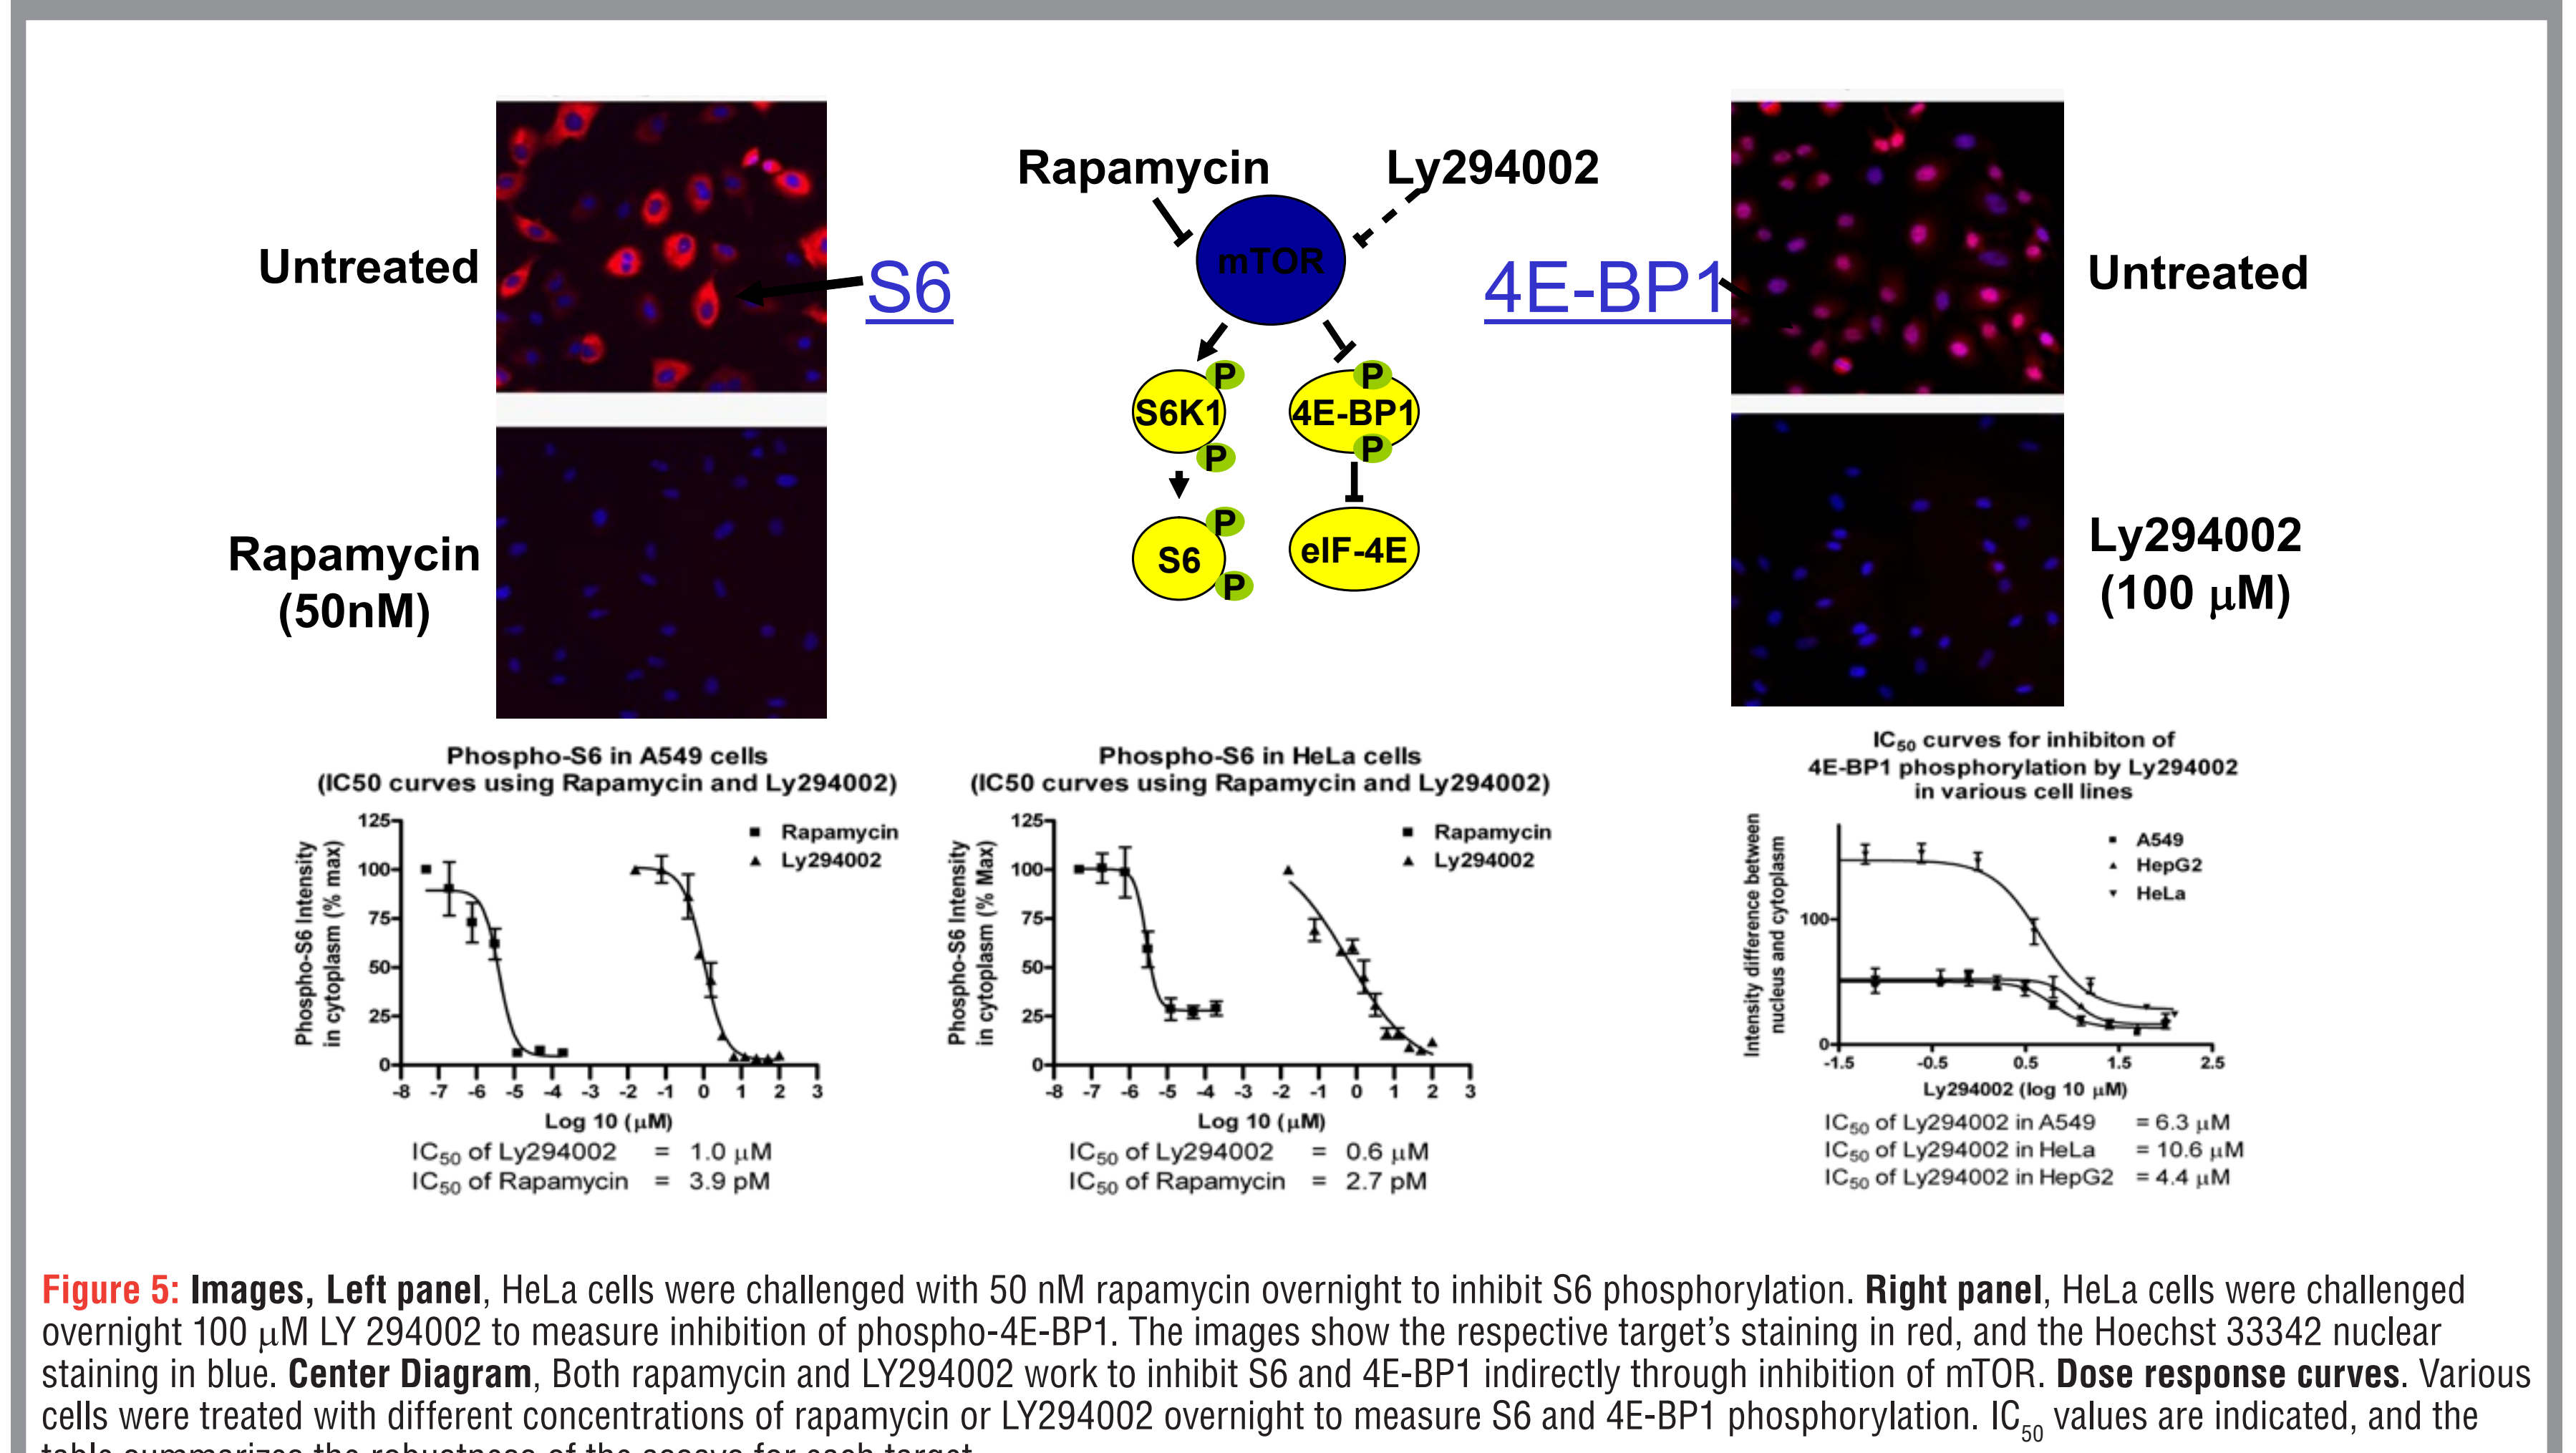 Untreated
Rapamycin
(50nM)
S6
Rapamycin
Ly294002
mTOR
S6K1
P
P
S6
P
P
4E-BP1
P
P
eIF-4E
4E-BP1
Untreated
Ly294002
(100 μM)
Phospho-S6 in A549 cells
(IC50 curves using Rapamycin and Ly294002)
Phospho-S6 Intensity
in cytoplasm (% max)
125
100
75
50
25
0
-8 -7 -6 -5 -4 -3 -2 -1 0 1 2 3
Rapamycin
Ly294002
Log 10 (μM)
IC50 of Ly294002 = 1.0 μM
IC50 of Rapamycin = 3.9 pM
Phospho-S6 in HeLa cells
(IC50 curves using Rapamycin and Ly294002)
Phospho-S6 Intensity
in cytoplasm (% Max)
125
100
75
50
25
0
-8 -7 -6 -5 -4 -3 -2 -1 0 1 2 3
Rapamycin
Ly294002
Log 10 (μM)
IC50 of Ly294002 = 0.6 μM
IC50 of Rapamycin = 2.7 pM
IC50 curves for inhibiton of
4E-BP1 phosphorylation by Ly294002
in various cell lines
Intensity difference between
nucleus and cytoplasm
100
0
-1.5 -0.5 0.5 1.5 2.5
A549
HepG2
HeLa
Ly294002 (log 10 μM)
IC50 of Ly294002 in A549 = 6.3 μM
IC50 of Ly294002 in HeLa = 10.6 μM
IC50 of Ly294002 in HepG2 = 4.4 μM
Figure 5: Images, Left panel, HeLa cells were challenged with 50 nM rapamycin overnight to inhibit S6 phosphorylation. Right panel, HeLa cells were challenged
overnight 100 μM LY 294002 to measure inhibition of phospho-4E-BP1. The images show the respective target's staining in red, and the Hoechst 33342 nuclear
staining in blue. Center Diagram, Both rapamycin and LY294002 work to inhibit S6 and 4E-BP1 indirectly through inhibition of mTOR. Dose response curves. Various
cells were treated with different concentrations of rapamycin or LY294002 overnight to measure S6 and 4E-BP1 phosphorylation. IC50 values are indicated, and the
table summarizes the robustness of the assays for each target